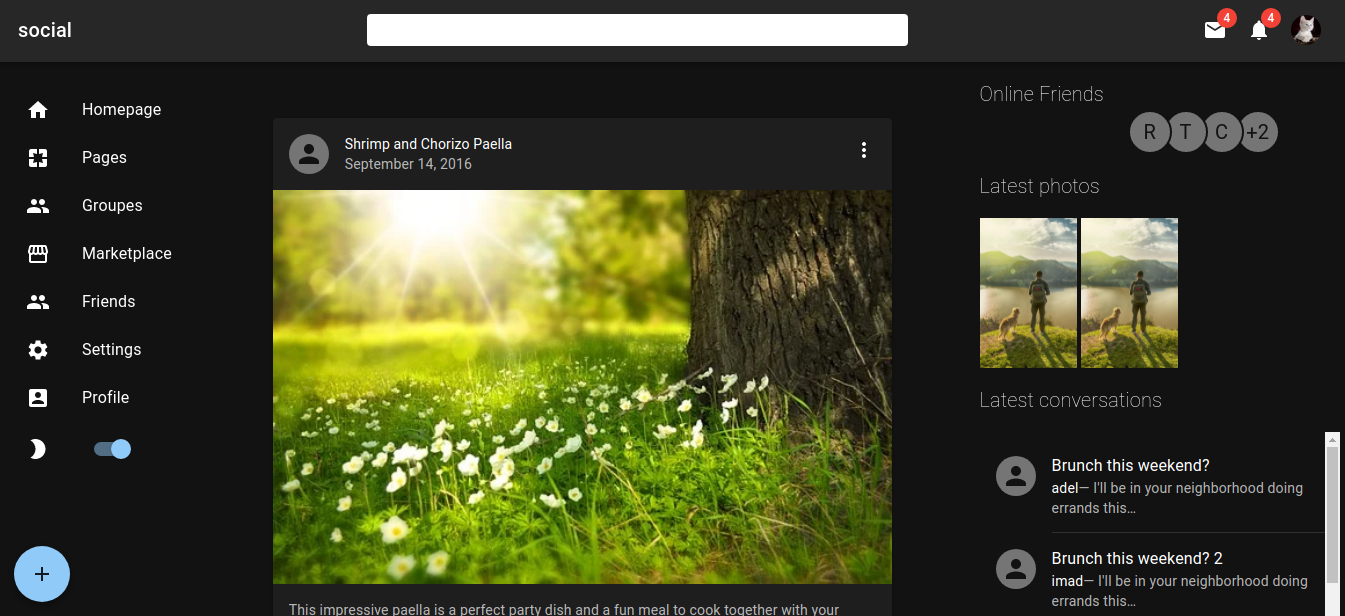 social
4
4
Homepage
Pages
Groupes
Marketplace
Friends
Settings
Profile
Shrimp and Chorizo Paella
September 14, 2016
This impressive paella is a perfect party dish and a fun meal to cook together with your
Online Friends
R T C +2
Latest photos
Latest conversations
Brunch this weekend?
adel— I'll be in your neighborhood doing
errands this…
Brunch this weekend? 2
imad— I'll be in your neighborhood doing
errands this…